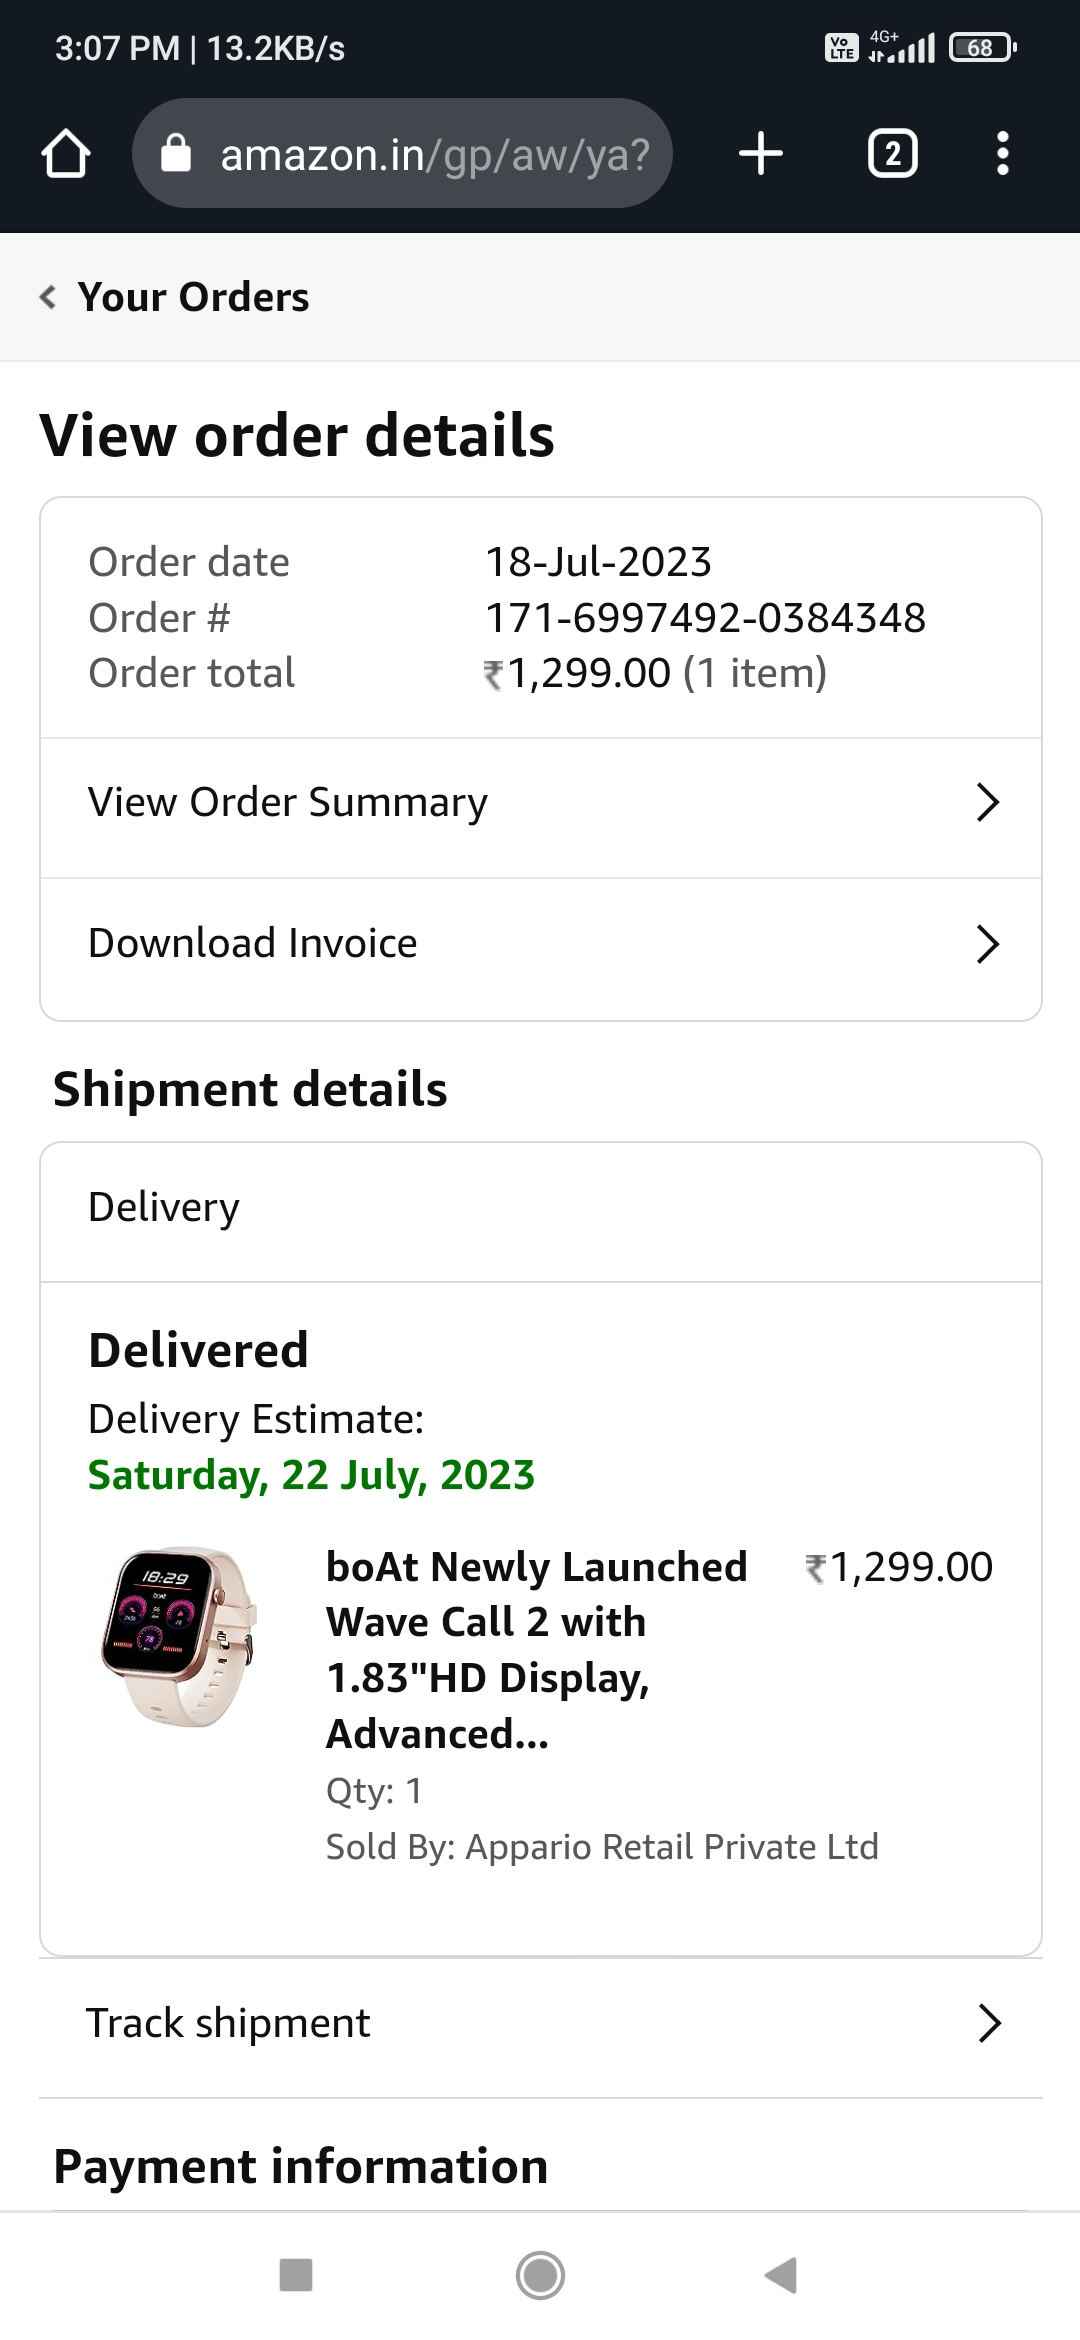 3:07 PM | 13.2KB/s
Vo LTE 4G+ 68
amazon.in/gp/aw/ya?
2
Your Orders
View order details
Order date 18-Jul-2023
Order # 171-6997492-0384348
Order total ₹1,299.00 (1 item)
View Order Summary
Download Invoice
Shipment details
Delivery
Delivered
Delivery Estimate:
Saturday, 22 July, 2023
18:29
boAt Newly Launched ₹1,299.00
Wave Call 2 with
1.83"HD Display,
Advanced...
Qty: 1
Sold By: Appario Retail Private Ltd
Track shipment
Payment information